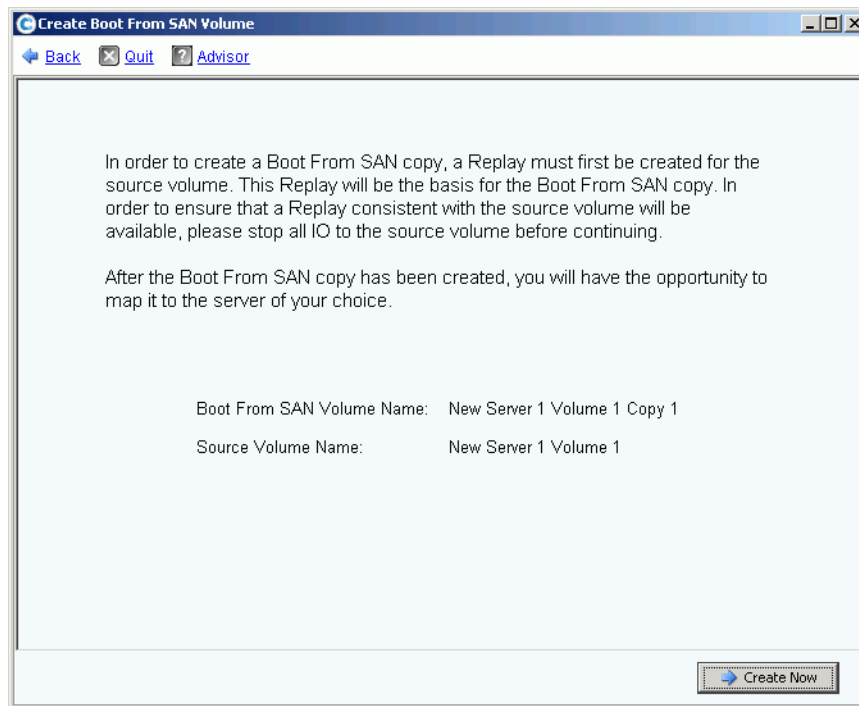 Create Boot From SAN Volume
Back Quit Advisor
In order to create a Boot From SAN copy, a Replay must first be created for the
source volume. This Replay will be the basis for the Boot From SAN copy. In
order to ensure that a Replay consistent with the source volume will be
available, please stop all IO to the source volume before continuing.
After the Boot From SAN copy has been created, you will have the opportunity to
map it to the server of your choice.
Boot From SAN Volume Name: New Server 1 Volume 1 Copy 1
Source Volume Name: New Server 1 Volume 1
Create Now